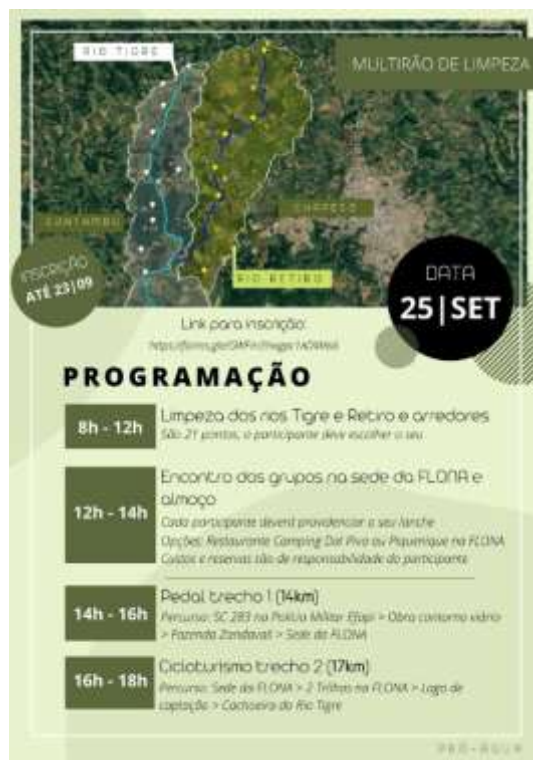 RIO TIGRE
MULTIRÃO DE LIMPEZA
GUATAMBU
CHAPECÓ
RIO RETIRO
INSCRIÇÃO
ATÉ 23|09
DATA
25|SET
Link para inscrição:
PROGRAMAÇÃO
8h - 12h
Limpeza dos rios Tigre e Retiro e arredores
São 21 pontos, o participante deve escolher o seu
12h - 14h
Encontro dos grupos na sede da FLONA e
almoço
Cada participante deverá providenciar o seu lanche
Opções: Restaurante Camping Dal Piva ou Piquenique na FLONA
Custos e reservas são de responsabilidade do participante
14h - 16h
Pedal trecho 1 (14km)
Percurso: SC 283 na Polícia Militar Efapi > Obra contorno viário
> Fazenda Zandavalli > Sede da FLONA
16h - 18h
Cicloturismo trecho 2 (17km)
Percurso: Sede da FLONA > 2 Trilhas na FLONA > Lago de
captação > Cachoeira do Rio Tigre
PRÓ-ÁGUA